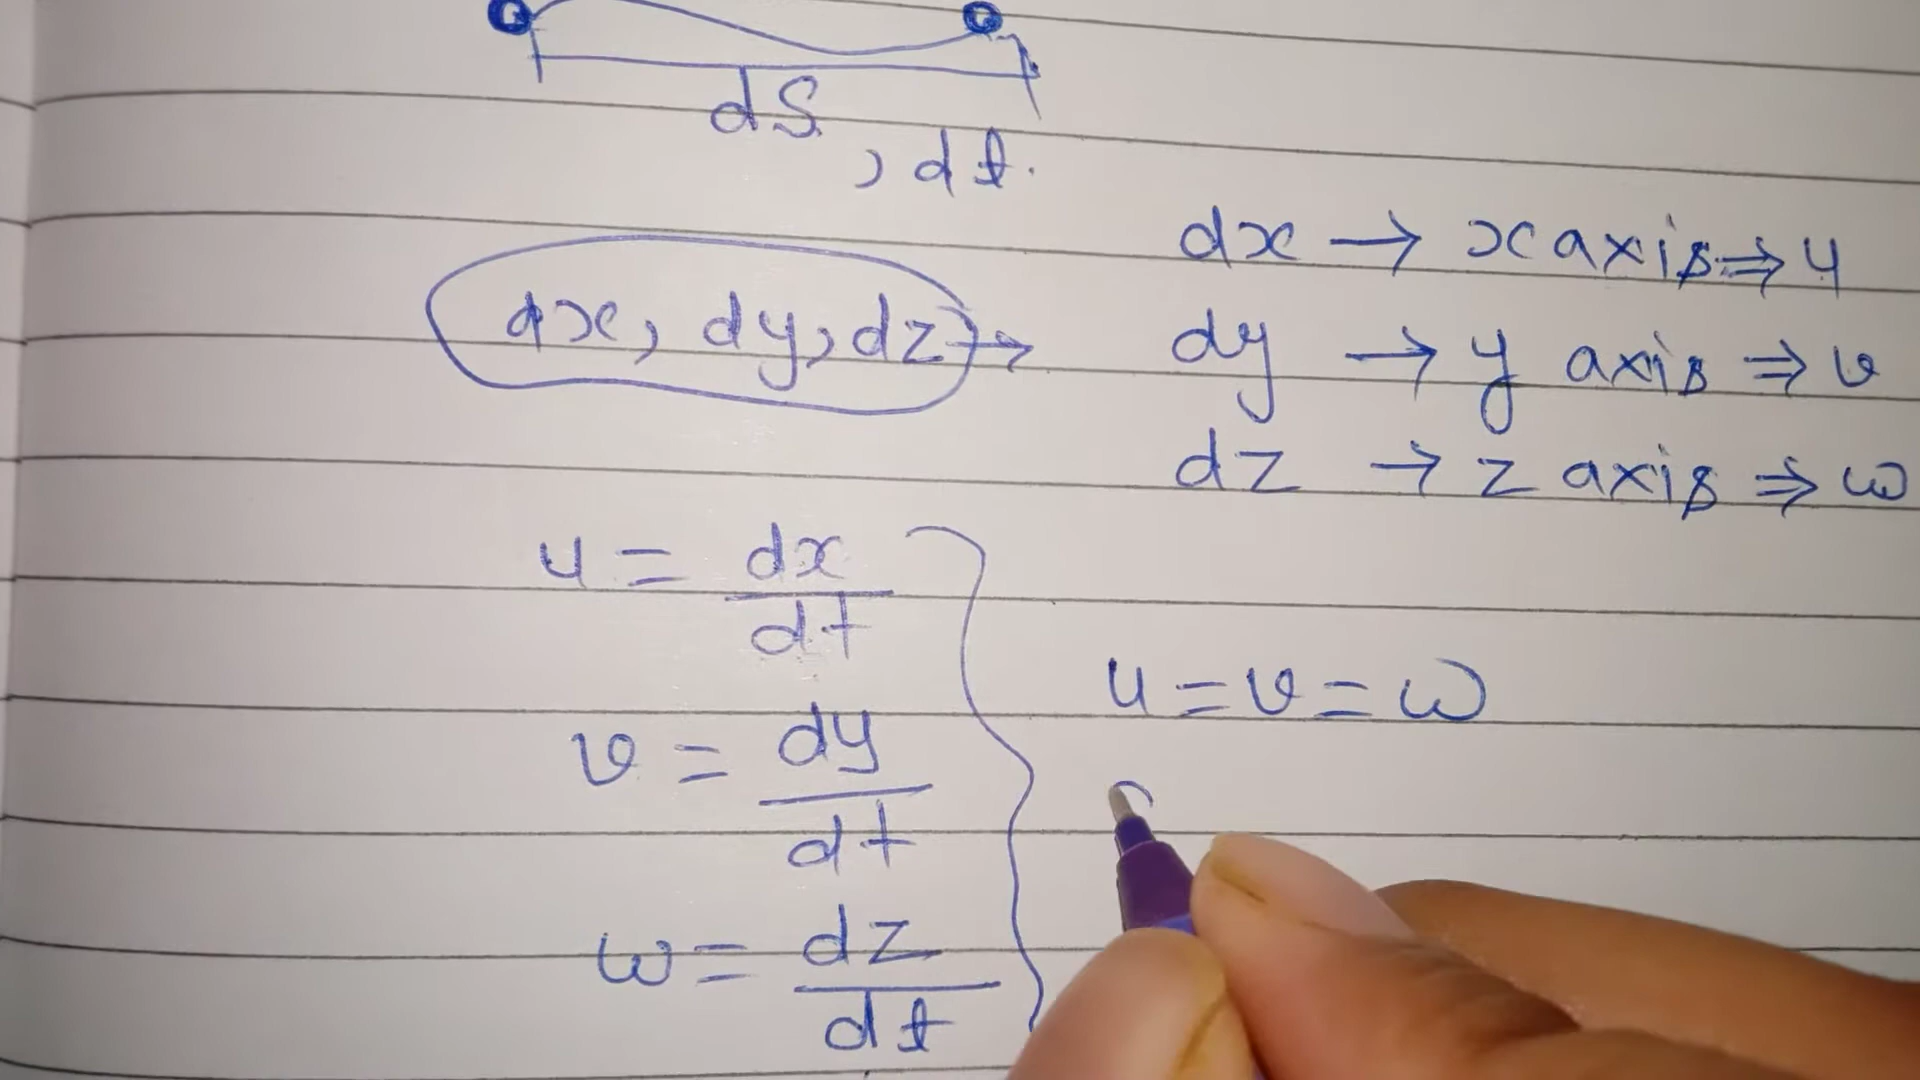 dS
, dt.
dx, dy, dz →
dx → x axis ⇒ u
dy → y axis ⇒ v
dz → z axis ⇒ w
u = dx/dt
v = dy/dt
w = dz/dt
u = v = w